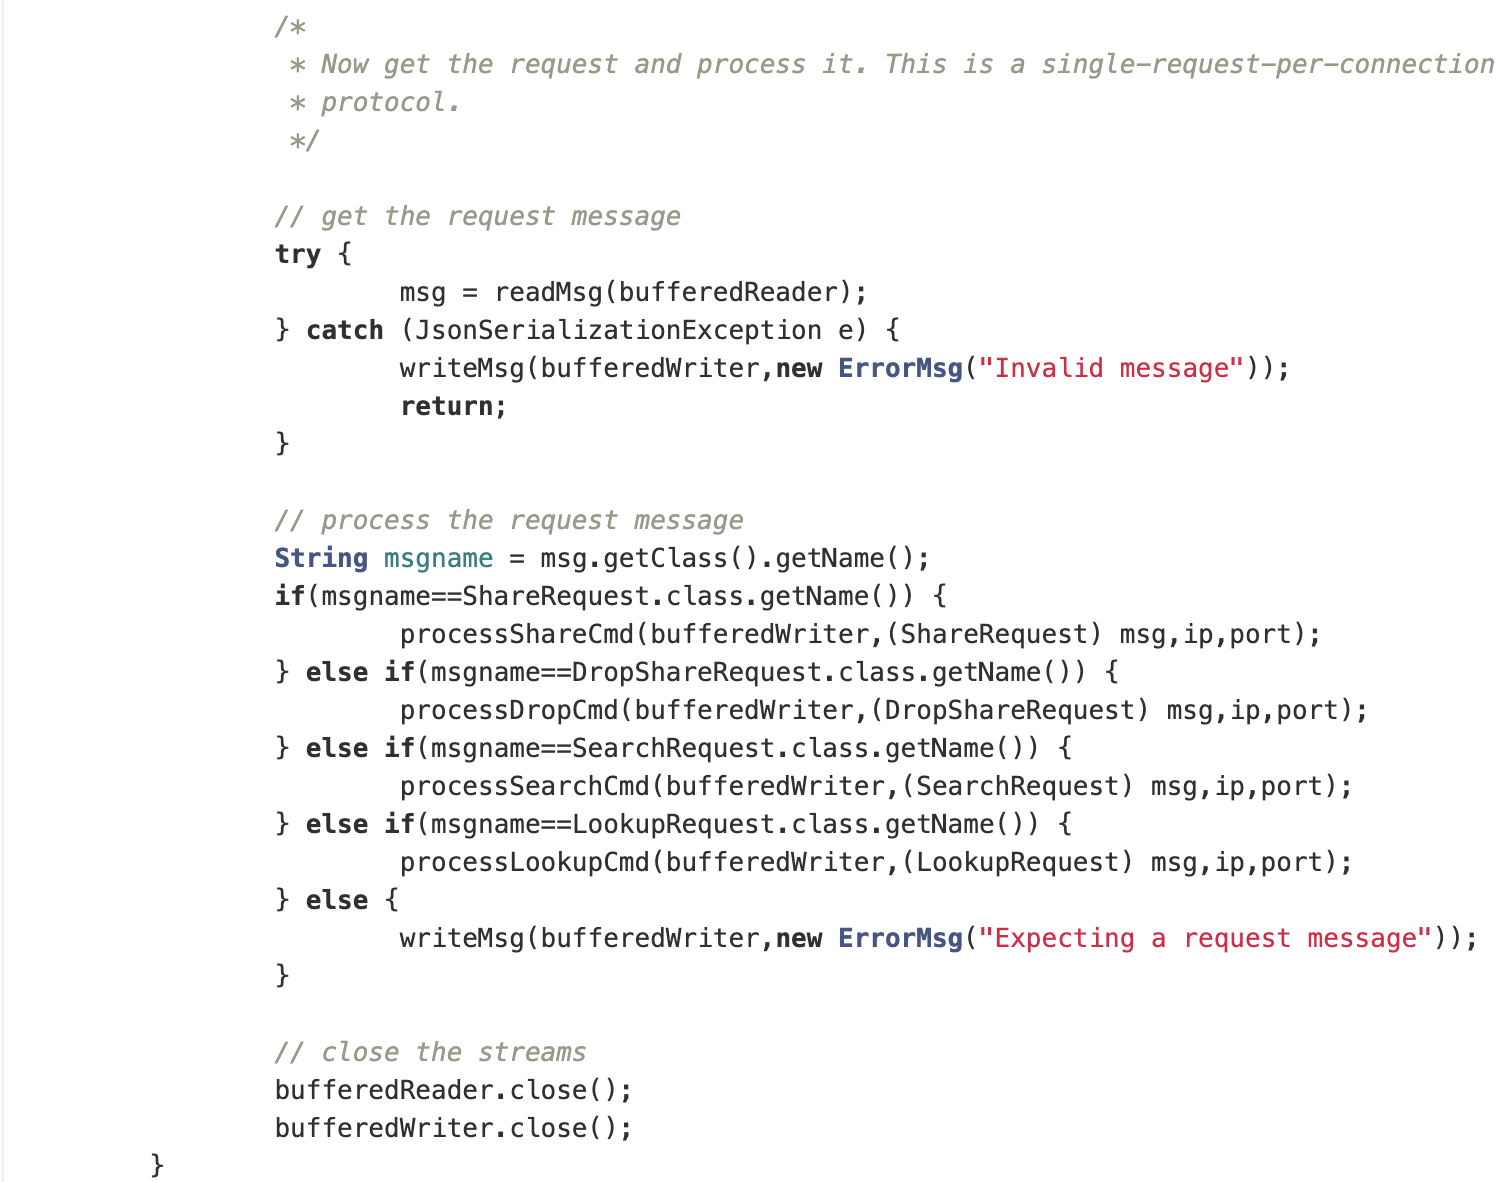 /*
 * Now get the request and process it. This is a single-request-per-connection
 * protocol.
 */

// get the request message
try {
        msg = readMsg(bufferedReader);
} catch (JsonSerializationException e) {
        writeMsg(bufferedWriter,new ErrorMsg("Invalid message"));
        return;
}

// process the request message
String msgname = msg.getClass().getName();
if(msgname==ShareRequest.class.getName()) {
        processShareCmd(bufferedWriter,(ShareRequest) msg,ip,port);
} else if(msgname==DropShareRequest.class.getName()) {
        processDropCmd(bufferedWriter,(DropShareRequest) msg,ip,port);
} else if(msgname==SearchRequest.class.getName()) {
        processSearchCmd(bufferedWriter,(SearchRequest) msg,ip,port);
} else if(msgname==LookupRequest.class.getName()) {
        processLookupCmd(bufferedWriter,(LookupRequest) msg,ip,port);
} else {
        writeMsg(bufferedWriter,new ErrorMsg("Expecting a request message"));
}

// close the streams
bufferedReader.close();
bufferedWriter.close();
}